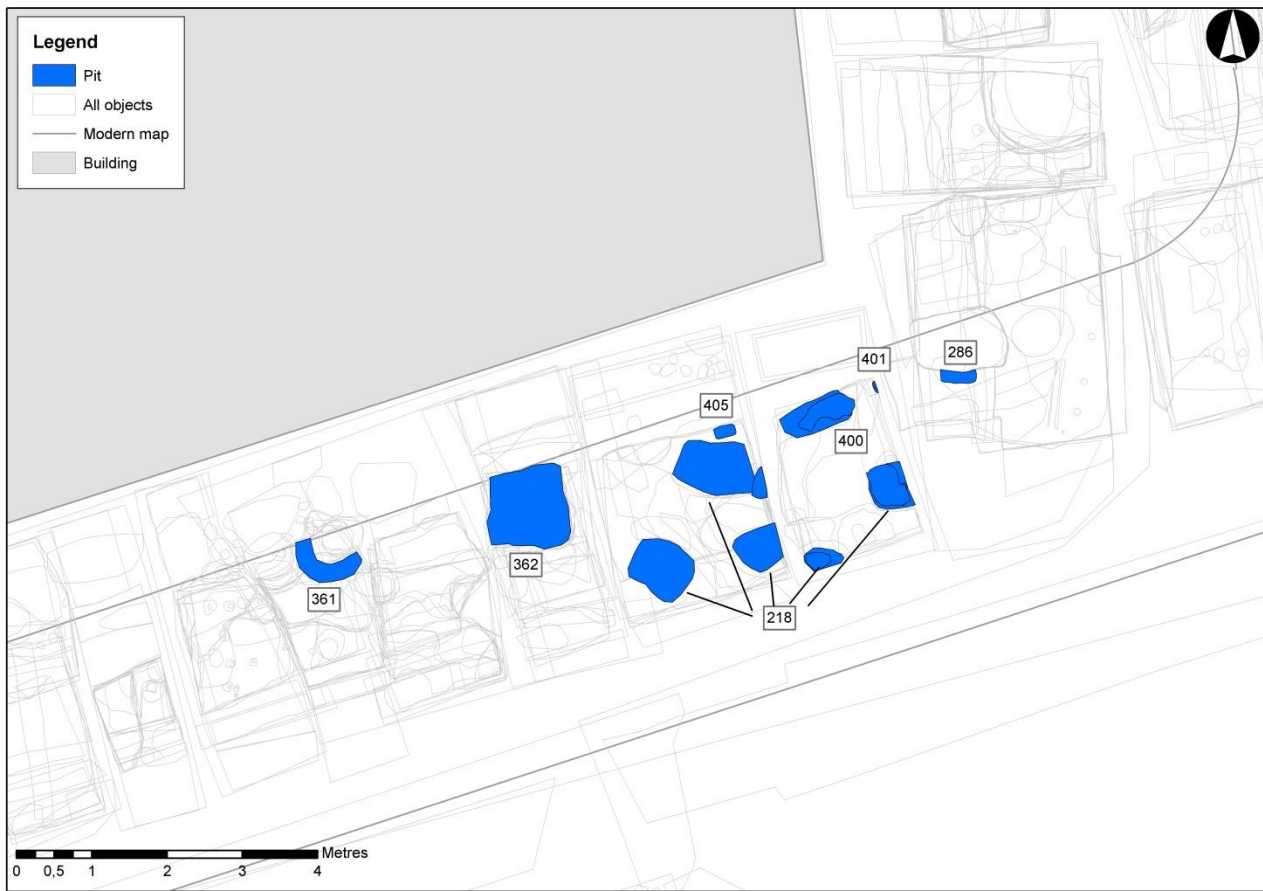 Legend
Pit
All objects
Modern map
Building
401
286
405
400
362
361
218
Metres
0 0,5 1 2 3 4